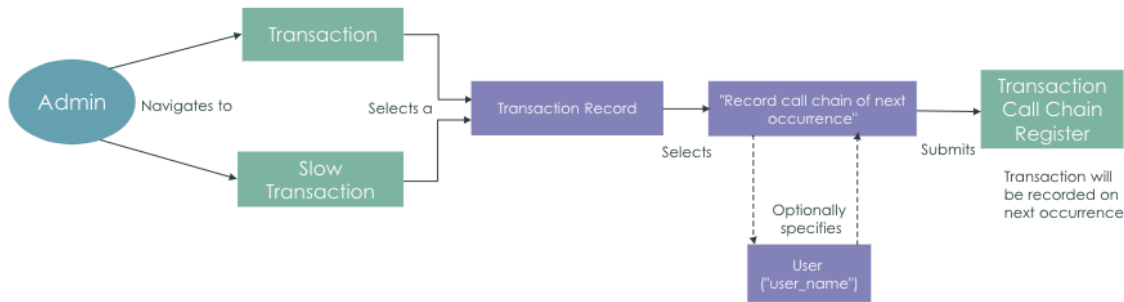 Transaction
Admin
Navigates to
Slow
Transaction
Selects a
Transaction Record
Selects
"Record call chain of next
occurrence"
Optionally
specifies
User
("user_name")
Submits
Transaction
Call Chain
Register
Transaction will
be recorded on
next occurrence